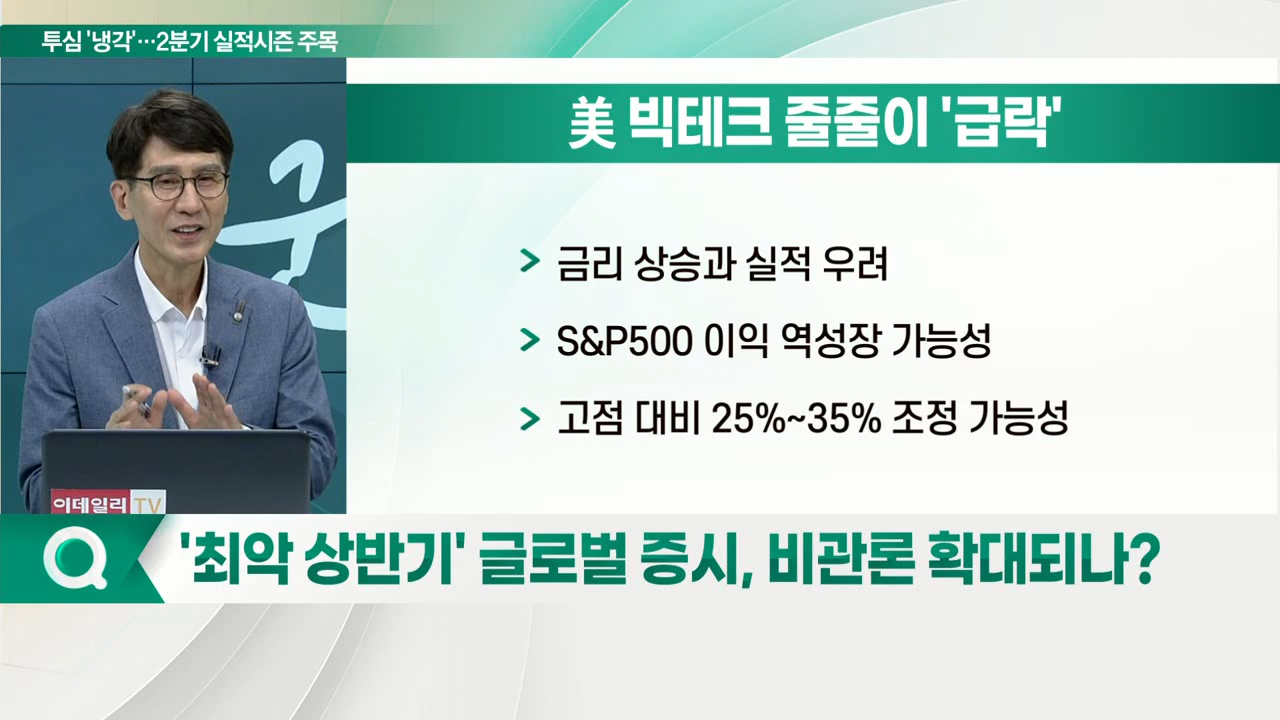 투심 '냉각'…2분기 실적시즌 주목
美 빅테크 줄줄이 '급락'
> 금리 상승과 실적 우려
> S&P500 이익 역성장 가능성
> 고점 대비 25%~35% 조정 가능성
이데일리 TV
'최악 상반기' 글로벌 증시, 비관론 확대되나?